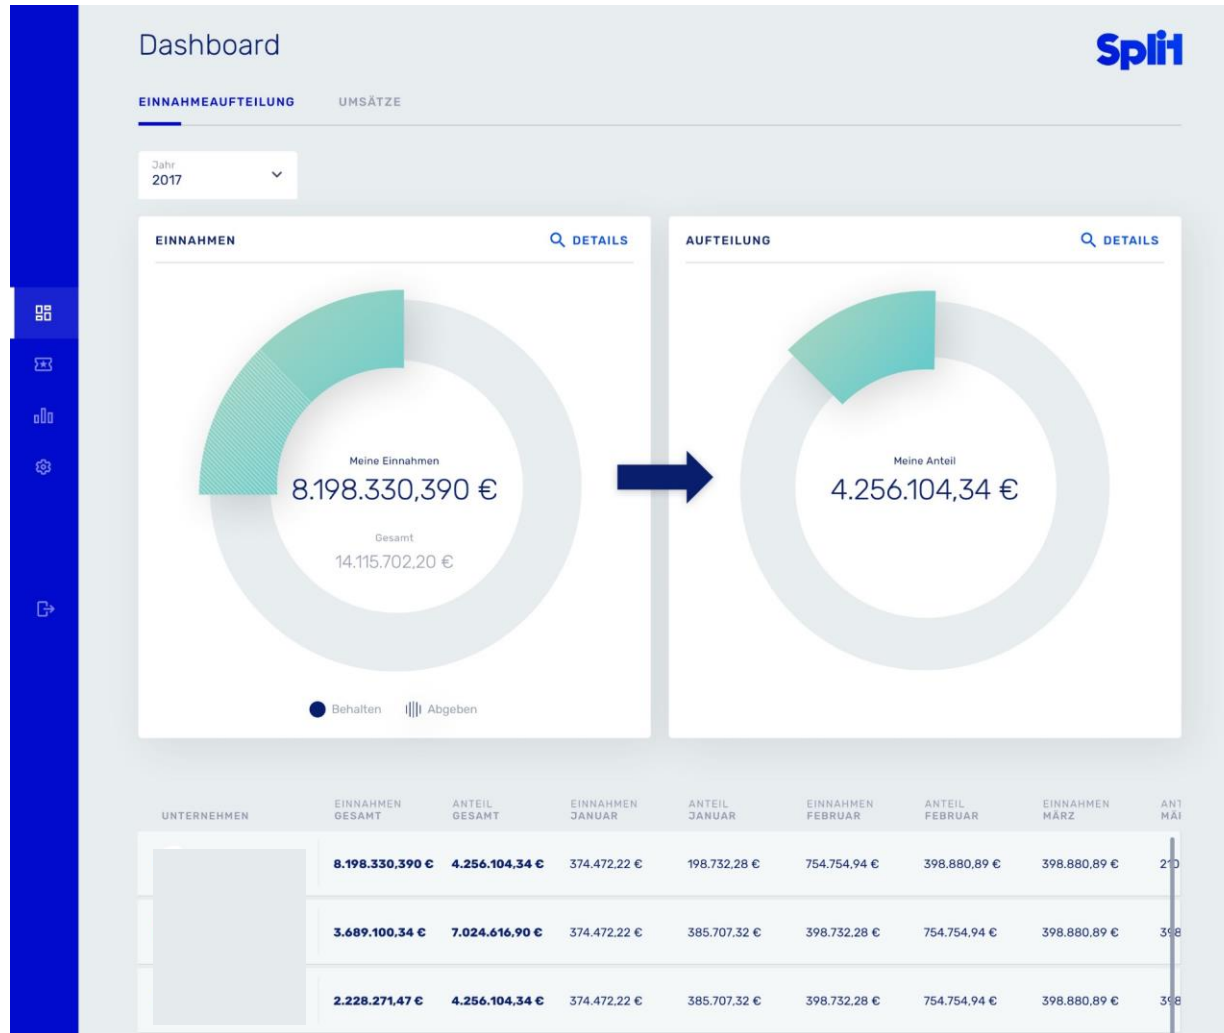 Dashboard
Split
EINNAHMEAUFTEILUNG UMSÄTZE
Jahr
2017
EINNAHMEN DETAILS
AUFTEILUNG DETAILS
Meine Einnahmen
8.198.330,390 €
Gesamt
14.115.702,20 €
Meine Anteil
4.256.104,34 €
Behalten Abgeben
UNTERNEHMEN EINNAHMEN GESAMT ANTEIL GESAMT EINNAHMEN JANUAR ANTEIL JANUAR EINNAHMEN FEBRUAR ANTEIL FEBRUAR EINNAHMEN MÄRZ
8.198.330,390 € 4.256.104,34 € 374.472,22 € 198.732,28 € 754.754,94 € 398.880,89 € 398.880,89 €
3.689.100,34 € 7.024.616,90 € 374.472,22 € 385.707,32 € 398.732,28 € 754.754,94 € 398.880,89 €
2.228.271,47 € 4.256.104,34 € 374.472,22 € 385.707,32 € 398.732,28 € 754.754,94 € 398.880,89 €